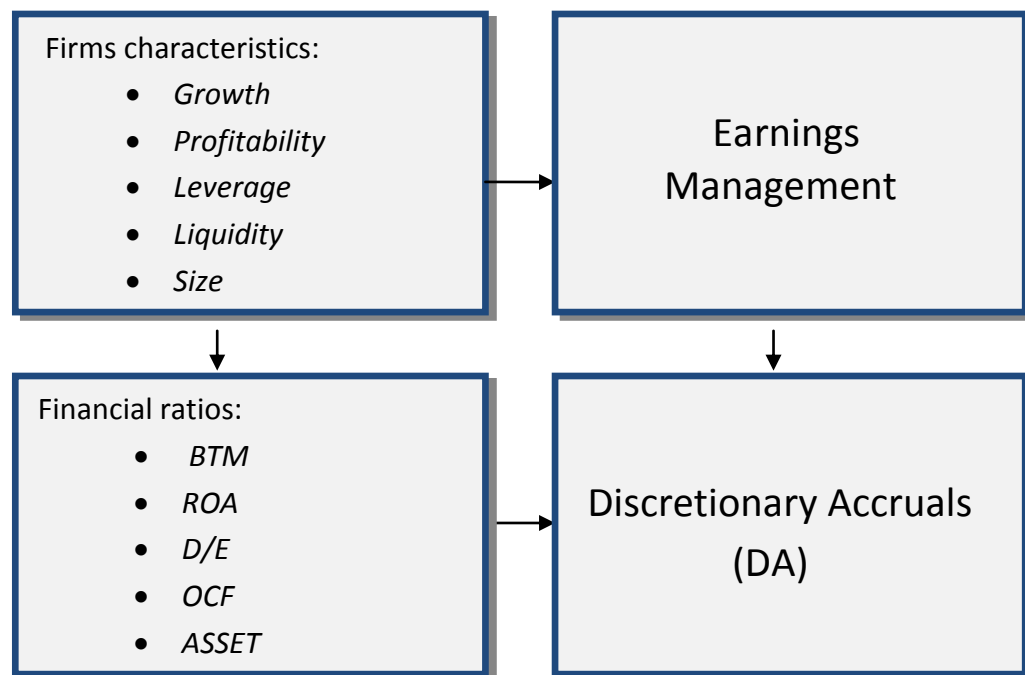 Firms characteristics:
• Growth
• Profitability
• Leverage
• Liquidity
• Size
Earnings
Management
Financial ratios:
• BTM
• ROA
• D/E
• OCF
• ASSET
Discretionary Accruals
(DA)